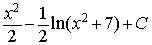 x²/2 − 1/2 ln(x² + 7) + C